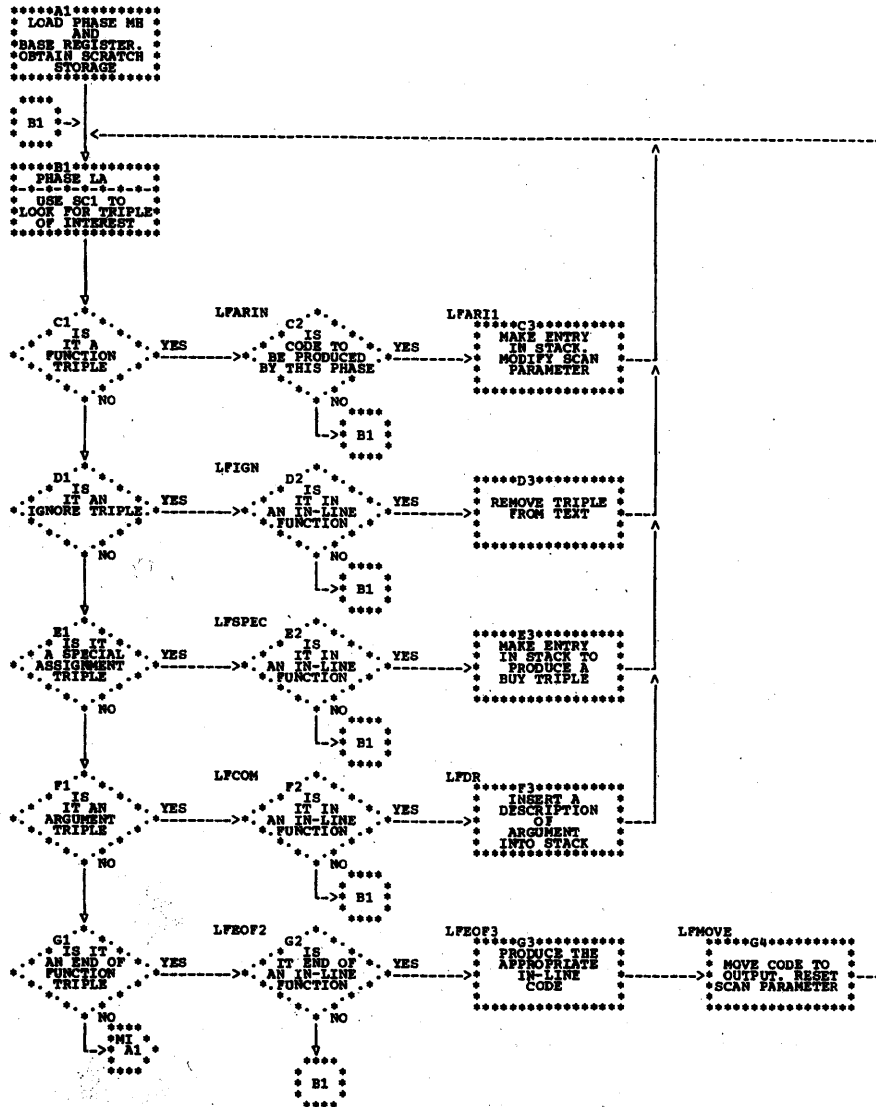 A1
LOAD PHASE MH
AND
BASE REGISTER.
OBTAIN SCRATCH
STORAGE
B1
B1
PHASE LA
USE SC1 TO
LOOK FOR TRIPLE
OF INTEREST
C1
IS
IT A
FUNCTION
TRIPLE
YES
NO
LFARIN
C2
IS
CODE TO
BE PRODUCED
BY THIS PHASE
YES
NO
B1
LFARI1
C3
MAKE ENTRY
IN STACK.
MODIFY SCAN
PARAMETER
D1
IS
IT AN
IGNORE TRIPLE
YES
NO
LFIGN
D2
IS
IT IN
AN IN-LINE
FUNCTION
YES
NO
B1
D3
REMOVE TRIPLE
FROM TEXT
E1
IS IT
A SPECIAL
ASSIGNMENT
TRIPLE
YES
NO
LFSPEC
E2
IS
IT IN
AN IN-LINE
FUNCTION
YES
NO
B1
E3
MAKE ENTRY
IN STACK TO
PRODUCE A
BUY TRIPLE
F1
IS
IT AN
ARGUMENT
TRIPLE
YES
NO
LFCOM
F2
IS
IT IN
AN IN-LINE
FUNCTION
YES
NO
B1
LFDR
F3
INSERT A
DESCRIPTION
OF
ARGUMENT
INTO STACK
G1
IS IT
AN END OF
FUNCTION
TRIPLE
YES
NO
MI
A1
LFEOF2
G2
IS
IT END OF
AN IN-LINE
FUNCTION
YES
NO
B1
LFEOF3
G3
PRODUCE THE
APPROPRIATE
IN-LINE
CODE
LFMOVE
G4
MOVE CODE TO
OUTPUT. RESET
SCAN PARAMETER